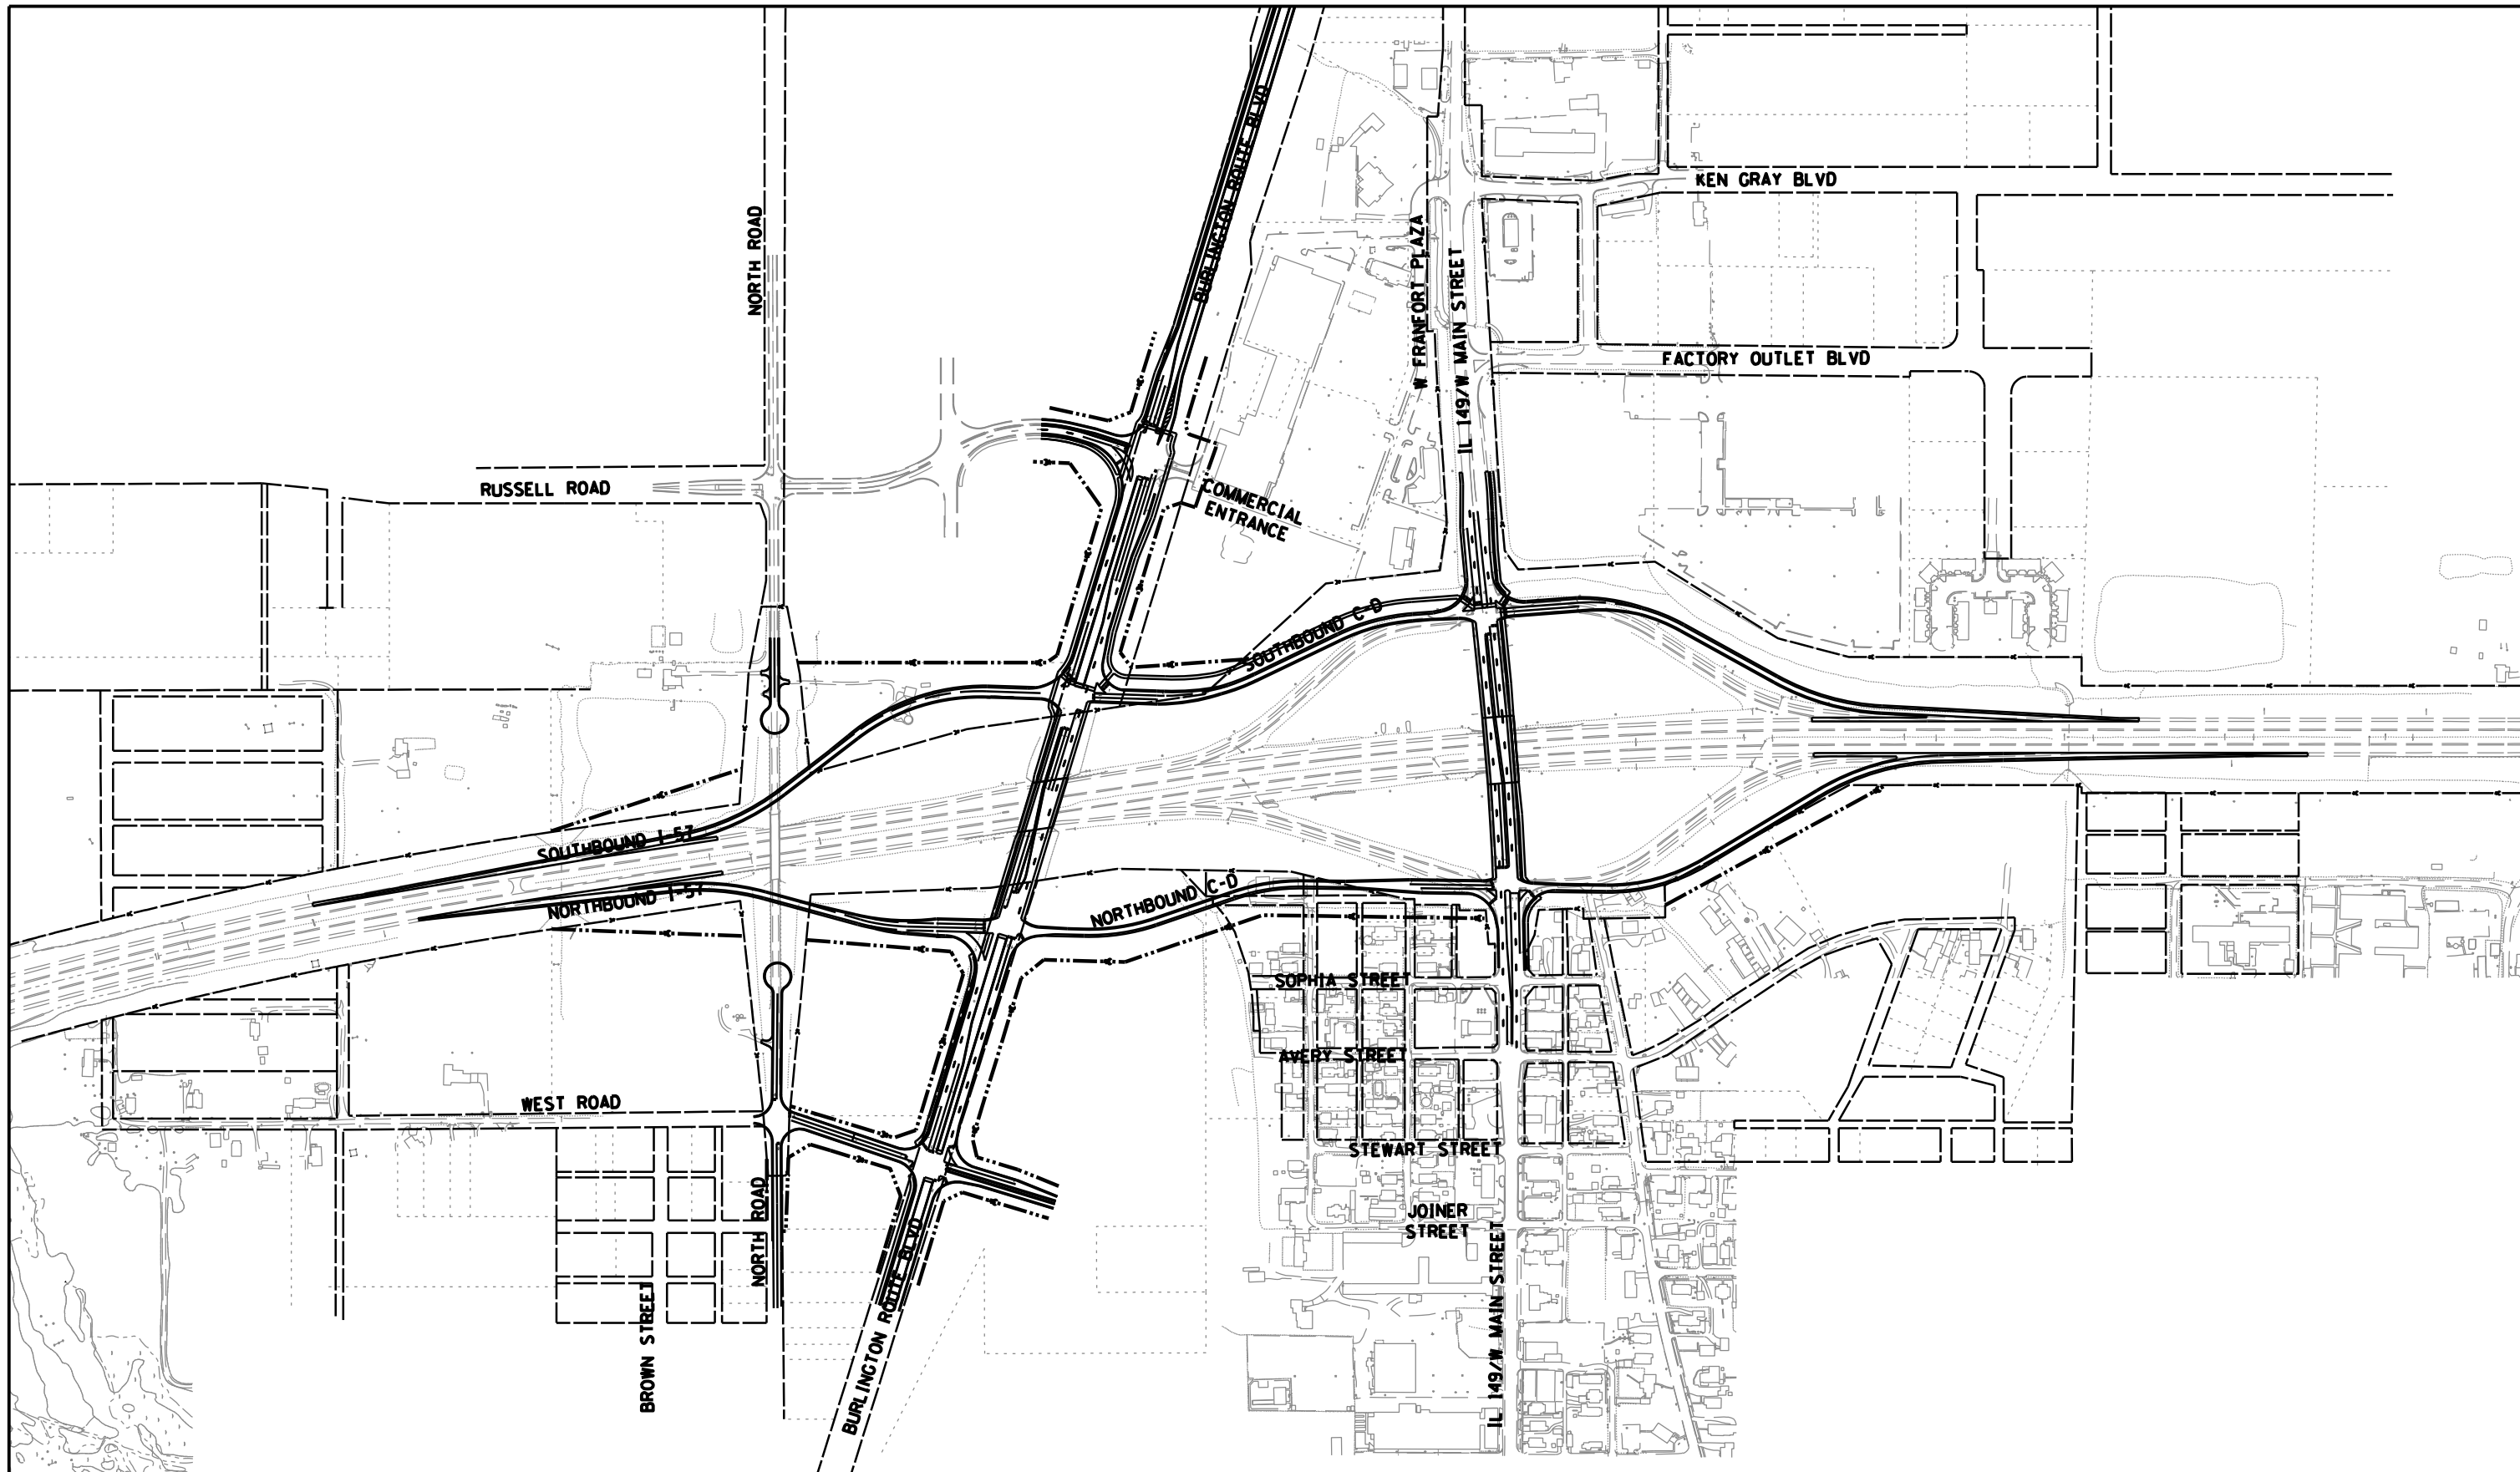 BURLINGTON ROUTE BLVD
KEN GRAY BLVD
NORTH ROAD
W FRANFORT PLAZA
IL 149/W MAIN STREET
FACTORY OUTLET BLVD
RUSSELL ROAD
COMMERCIAL
ENTRANCE
SOUTHBOUND C-D
SOUTHBOUND I-57
NORTHBOUND I-57
NORTHBOUND C-D
SOPHIA STREET
AVERY STREET
WEST ROAD
STEWART STREET
NORTH ROAD
JOINER
STREET
BROWN STREET
BURLINGTON ROUTE BLVD
IL 149/W MAIN STREET